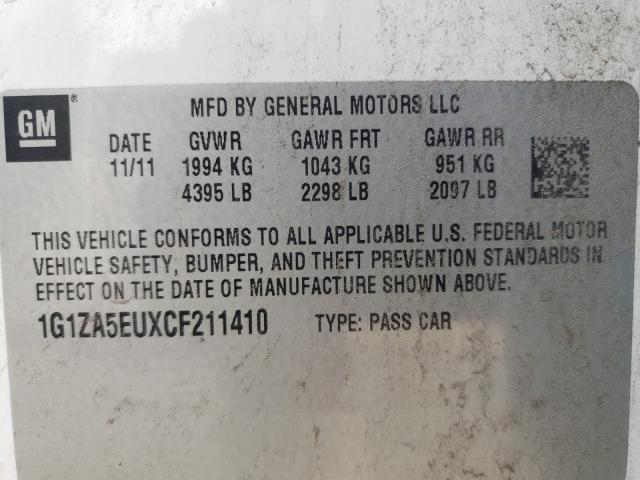 GM ®
MFD BY GENERAL MOTORS LLC
DATE GVWR GAWR FRT GAWR RR
11/11 1994 KG 1043 KG 951 KG
4395 LB 2298 LB 2097 LB
THIS VEHICLE CONFORMS TO ALL APPLICABLE U.S. FEDERAL MOTOR
VEHICLE SAFETY, BUMPER, AND THEFT PREVENTION STANDARDS IN
EFFECT ON THE DATE OF MANUFACTURE SHOWN ABOVE.
1G1ZA5EUXCF211410 TYPE: PASS CAR